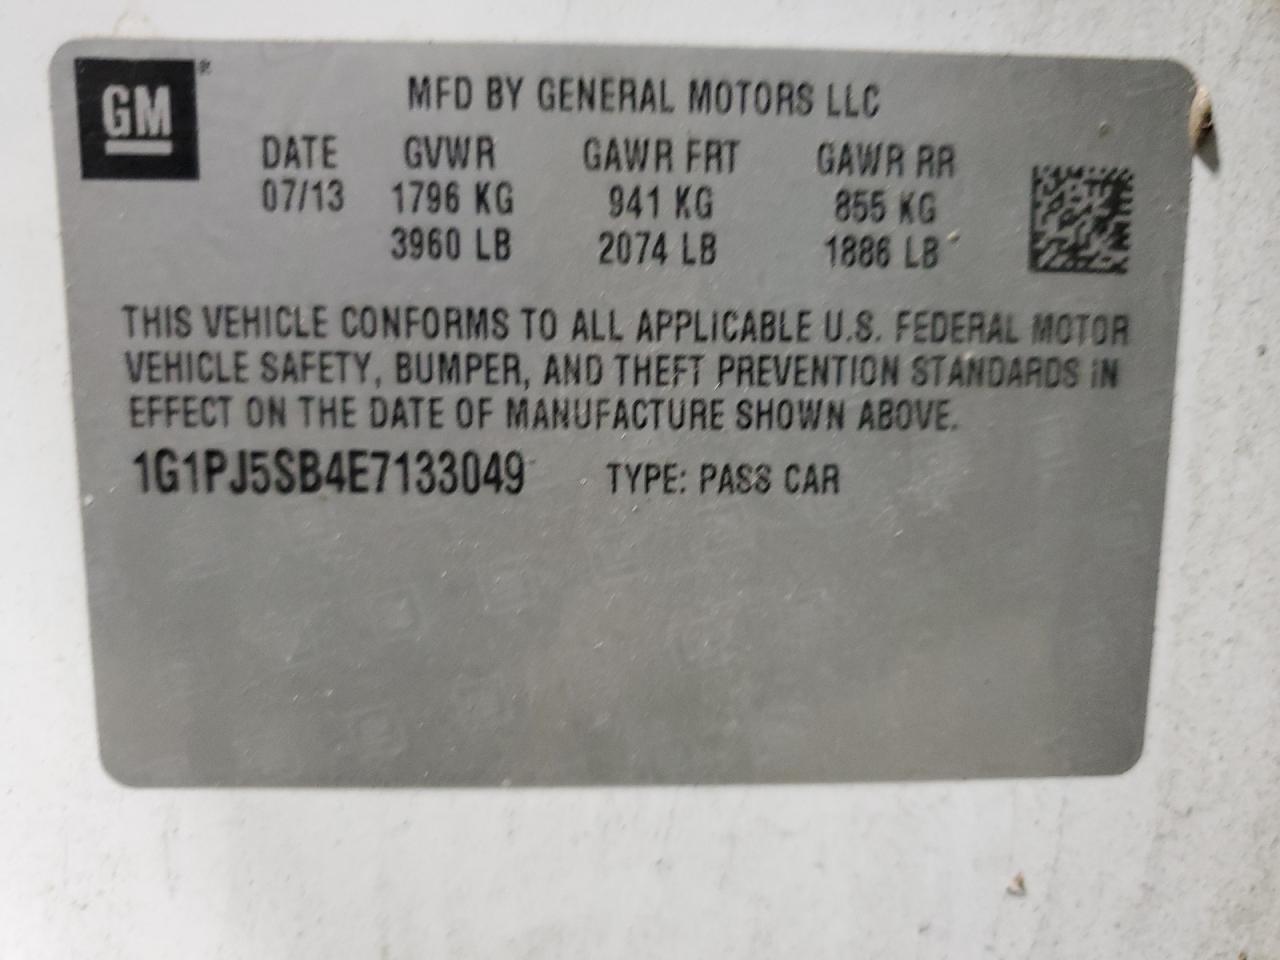 GM®
MFD BY GENERAL MOTORS LLC
DATE GVWR GAWR FRT GAWR RR
07/13 1796 KG 941 KG 855 KG
3960 LB 2074 LB 1886 LB
THIS VEHICLE CONFORMS TO ALL APPLICABLE U.S. FEDERAL MOTOR
VEHICLE SAFETY, BUMPER, AND THEFT PREVENTION STANDARDS IN
EFFECT ON THE DATE OF MANUFACTURE SHOWN ABOVE.
1G1PJ5SB4E7133049 TYPE: PASS CAR